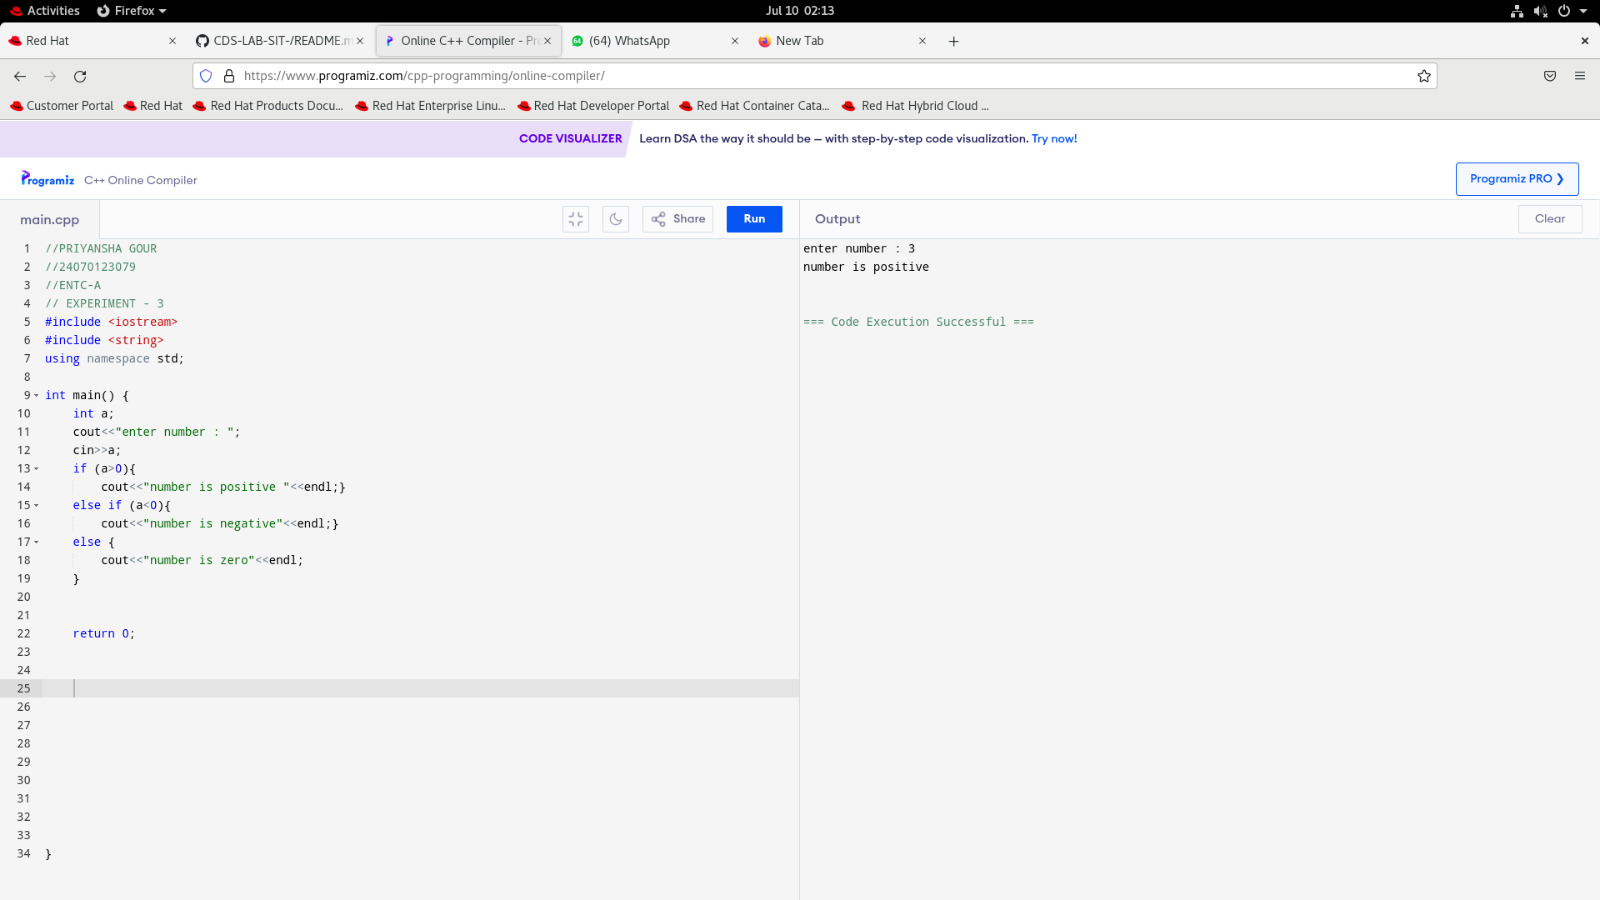 Activities Firefox Jul 10 02:13
Red Hat CDS-LAB-SIT-/README.m Online C++ Compiler - Pro (64) WhatsApp New Tab
https://www.programiz.com/cpp-programming/online-compiler/
Customer Portal Red Hat Red Hat Products Docu... Red Hat Enterprise Linu... Red Hat Developer Portal Red Hat Container Cata... Red Hat Hybrid Cloud ...
CODE VISUALIZER Learn DSA the way it should be — with step-by-step code visualization. Try now!
Programiz C++ Online Compiler Programiz PRO ❯
main.cpp Share Run Output Clear
1 //PRIYANSHA GOUR
2 //24070123079
3 //ENTC-A
4 // EXPERIMENT - 3
5 #include <iostream>
6 #include <string>
7 using namespace std;
8
9 int main() {
10 int a;
11 cout<<"enter number : ";
12 cin>>a;
13 if (a>0){
14 cout<<"number is positive "<<endl;}
15 else if (a<0){
16 cout<<"number is negative"<<endl;}
17 else {
18 cout<<"number is zero"<<endl;
19 }
20
21
22 return 0;
23
24
25
26
27
28
29
30
31
32
33
34 }
enter number : 3
number is positive
=== Code Execution Successful ===